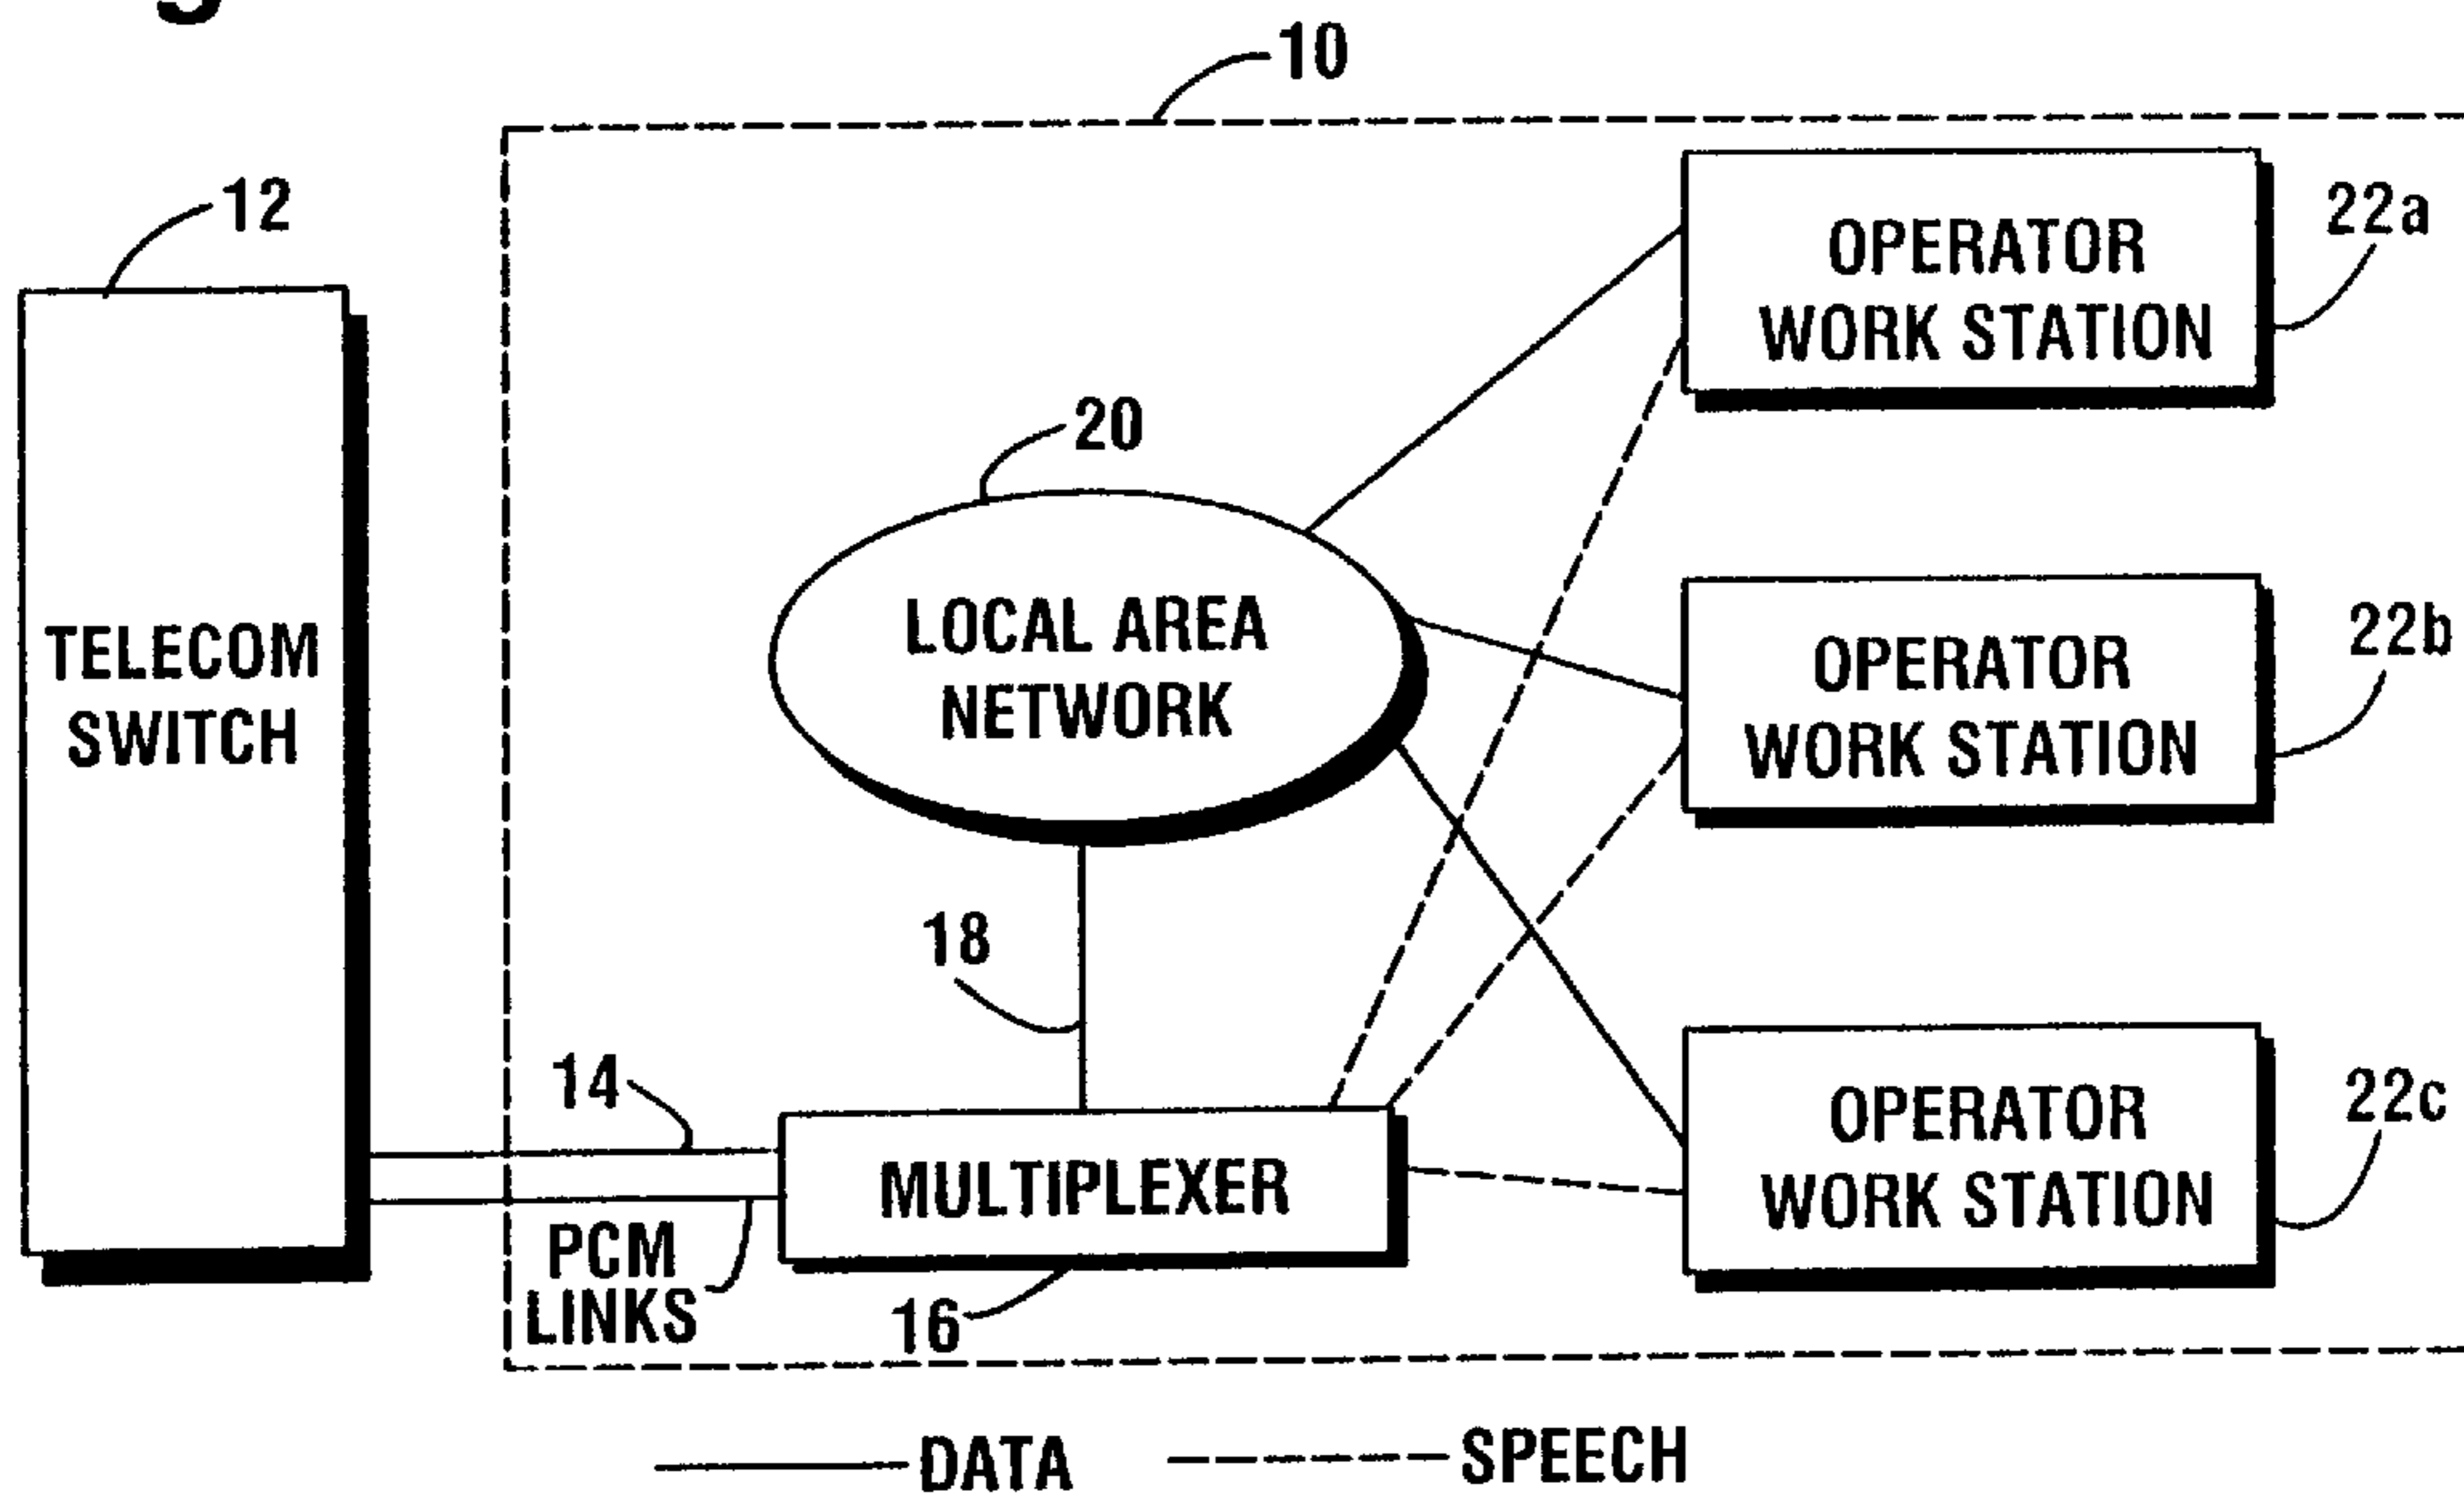 10
12
22a
OPERATOR
WORK STATION
20
LOCAL AREA
NETWORK
TELECOM
SWITCH
22b
OPERATOR
WORK STATION
18
14
22c
OPERATOR
WORK STATION
MULTIPLEXER
PCM
LINKS
16
DATA
SPEECH